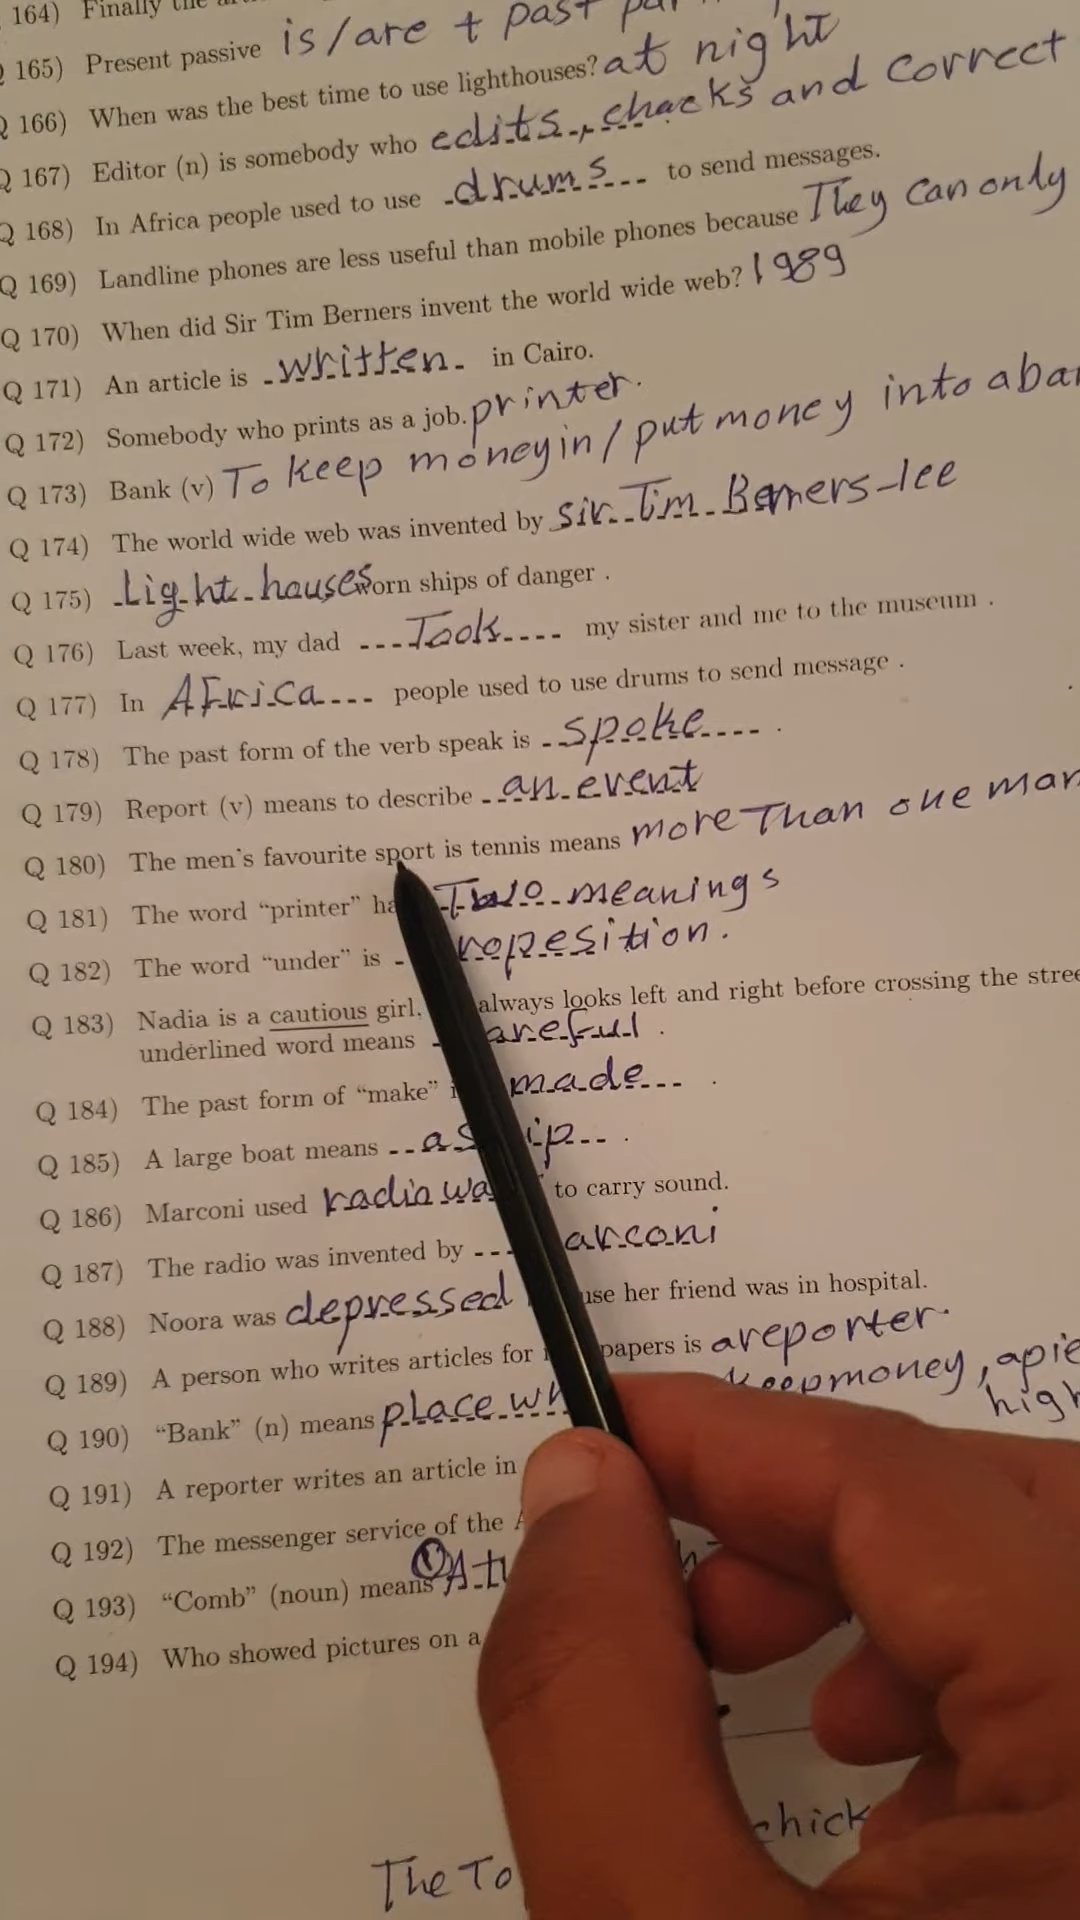 164) Finally the
165) Present passive is/are + past
166) When was the best time to use lighthouses? at night
Q 167) Editor (n) is somebody who edits, chacks and correct
Q 168) In Africa people used to use drums to send messages.
Q 169) Landline phones are less useful than mobile phones because They can only
Q 170) When did Sir Tim Berners invent the world wide web? 1989
Q 171) An article is written in Cairo.
Q 172) Somebody who prints as a job. printer.
Q 173) Bank (v) To keep money in / put money into a
Q 174) The world wide web was invented by sir Tim Berners-lee
Q 175) Light houses worn ships of danger .
Q 176) Last week, my dad ----Took---- my sister and me to the museum .
Q 177) In AFrica--- people used to use drums to send message .
Q 178) The past form of the verb speak is --spoke---- .
Q 179) Report (v) means to describe --an event
Q 180) The men's favourite sport is tennis means more Than one man
Q 181) The word "printer" Two meanings
Q 182) The word "under" is
Q 183) Nadia is a cautious girl, always looks left and right before crossing the
underlined word means
Q 184) The past form of "make" made--- .
Q 185) A large boat means --a -- .
Q 186) Marconi used radio to carry sound.
Q 187) The radio was invented by ---
Q 188) Noora was depressed her friend was in hospital.
Q 189) A person who writes articles for papers is a reporter.
Q 190) "Bank" (n) means place money,
high
Q 191) A reporter writes an article in
Q 192) The messenger service of the
Q 193) "Comb" (noun) means
Q 194) Who showed pictures on a
chick
The